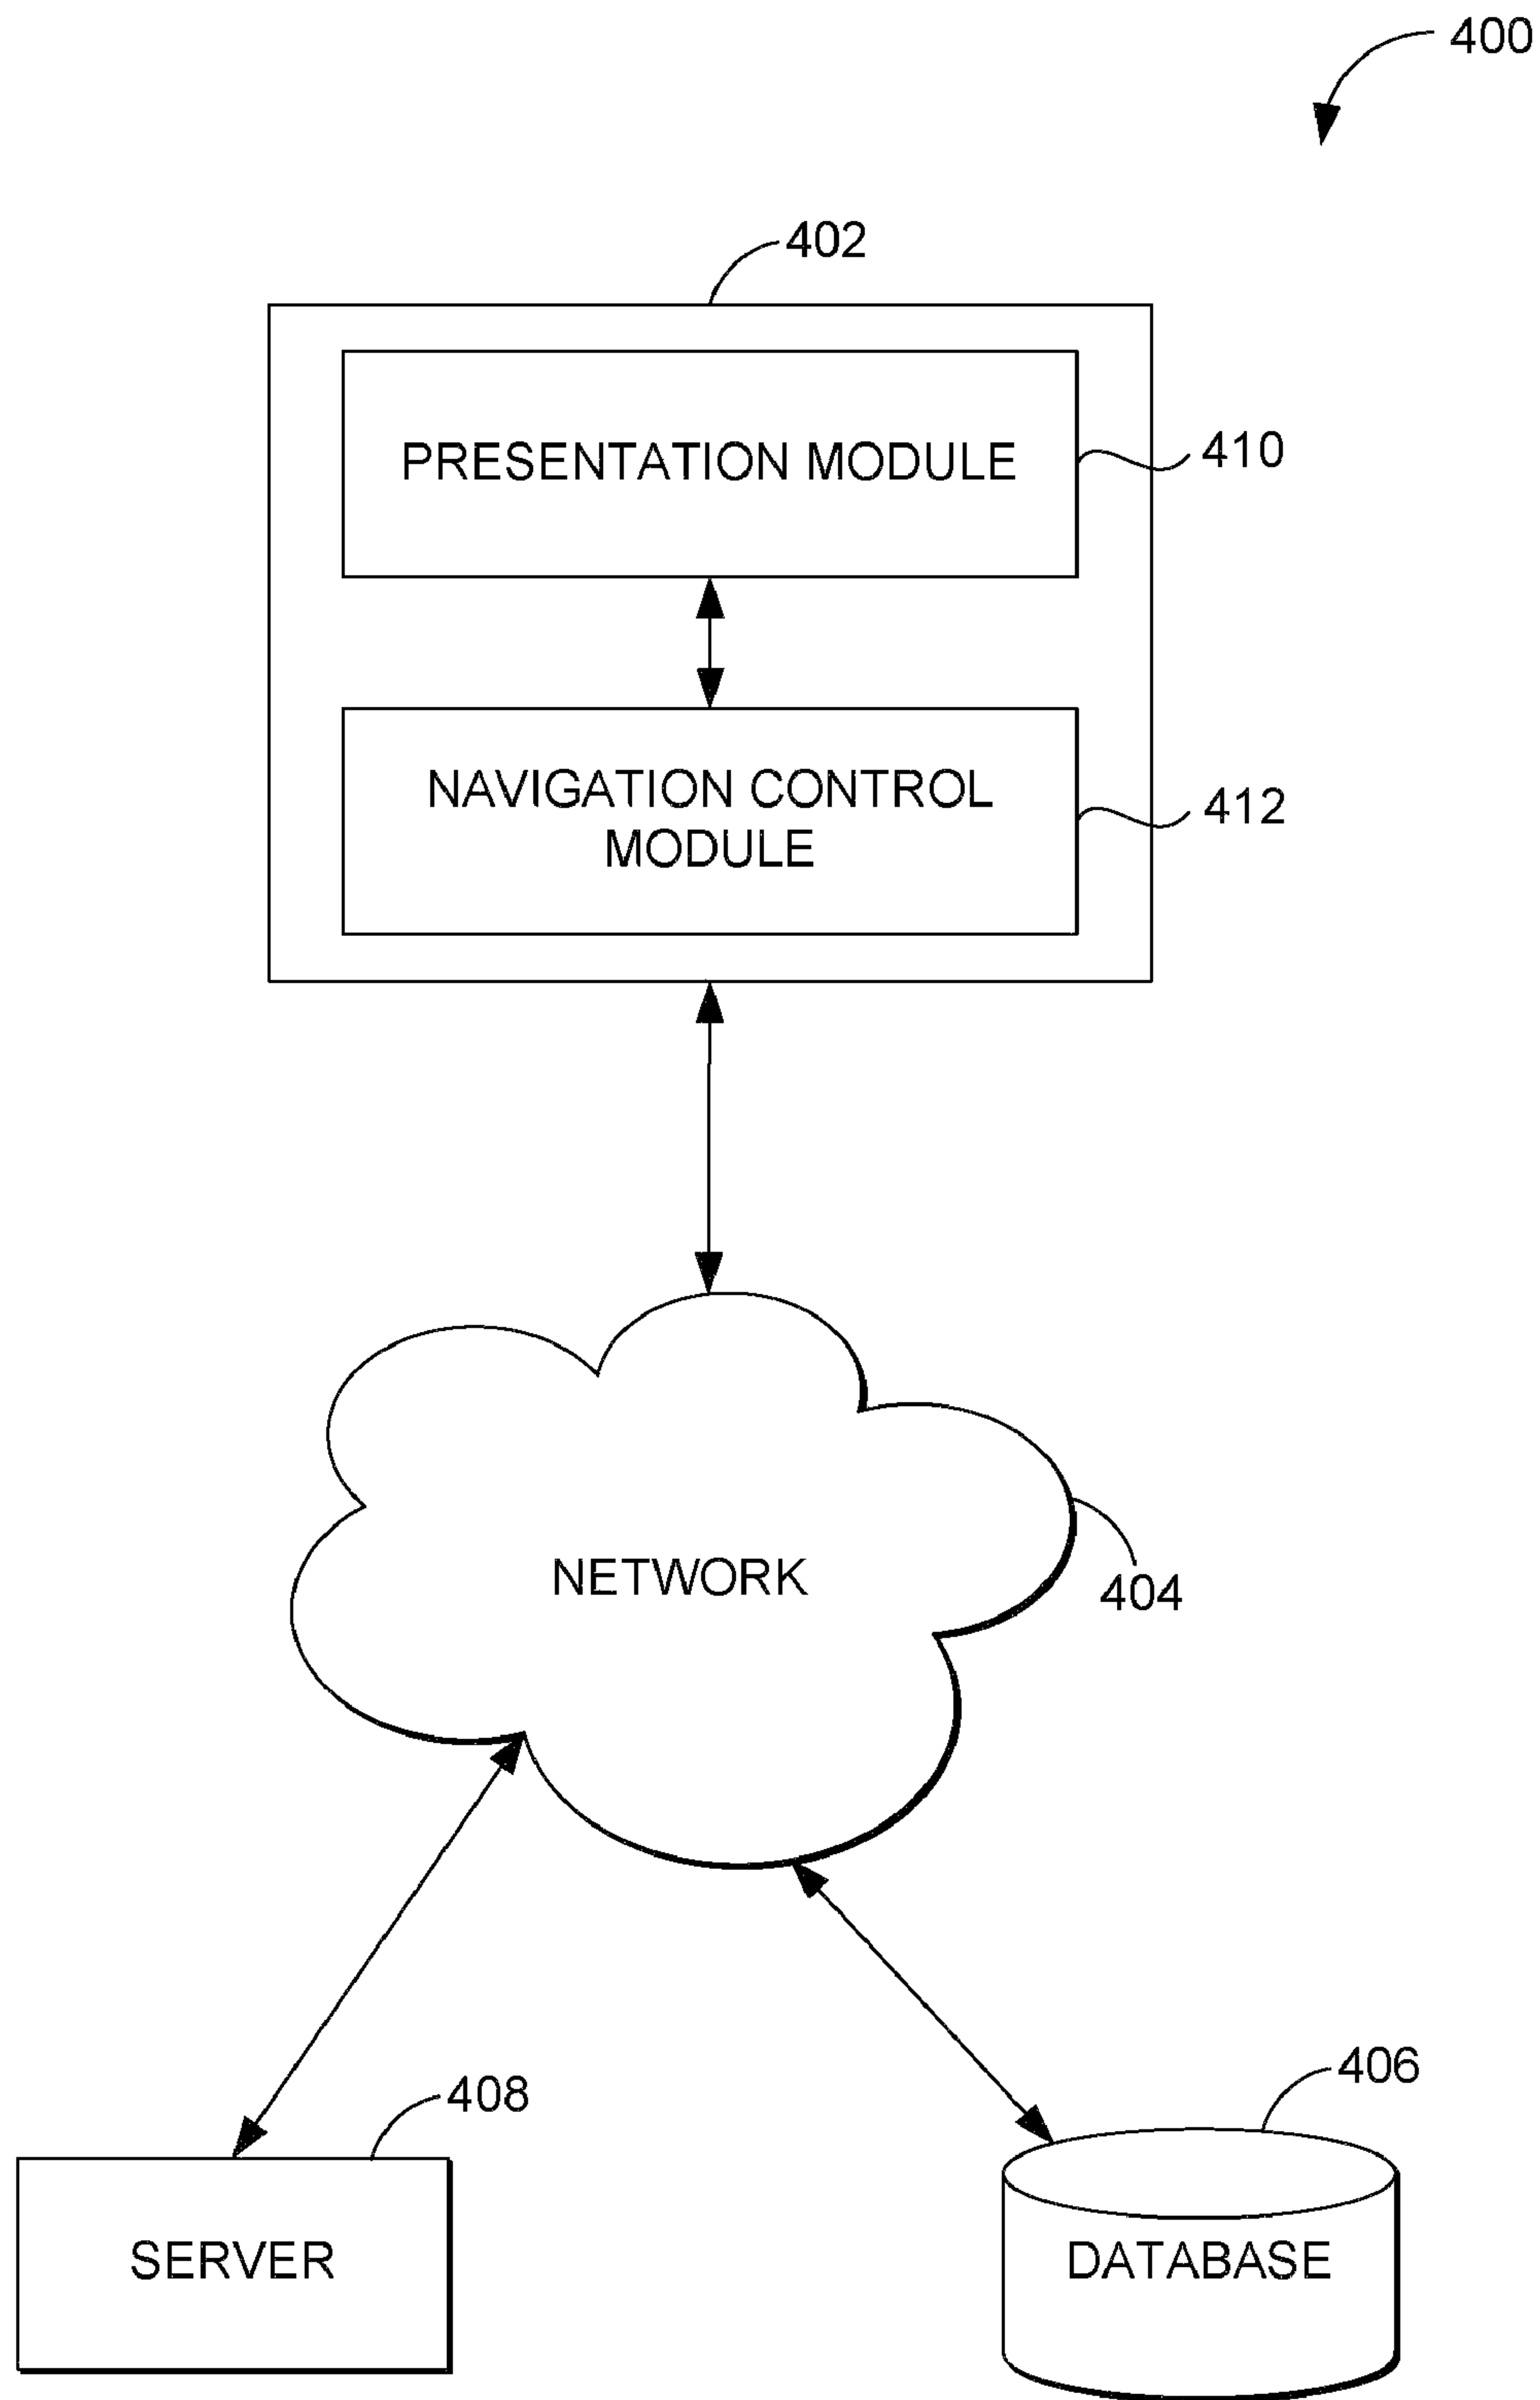 400
402
PRESENTATION MODULE
410
NAVIGATION CONTROL
MODULE
412
NETWORK
404
408
406
SERVER
DATABASE